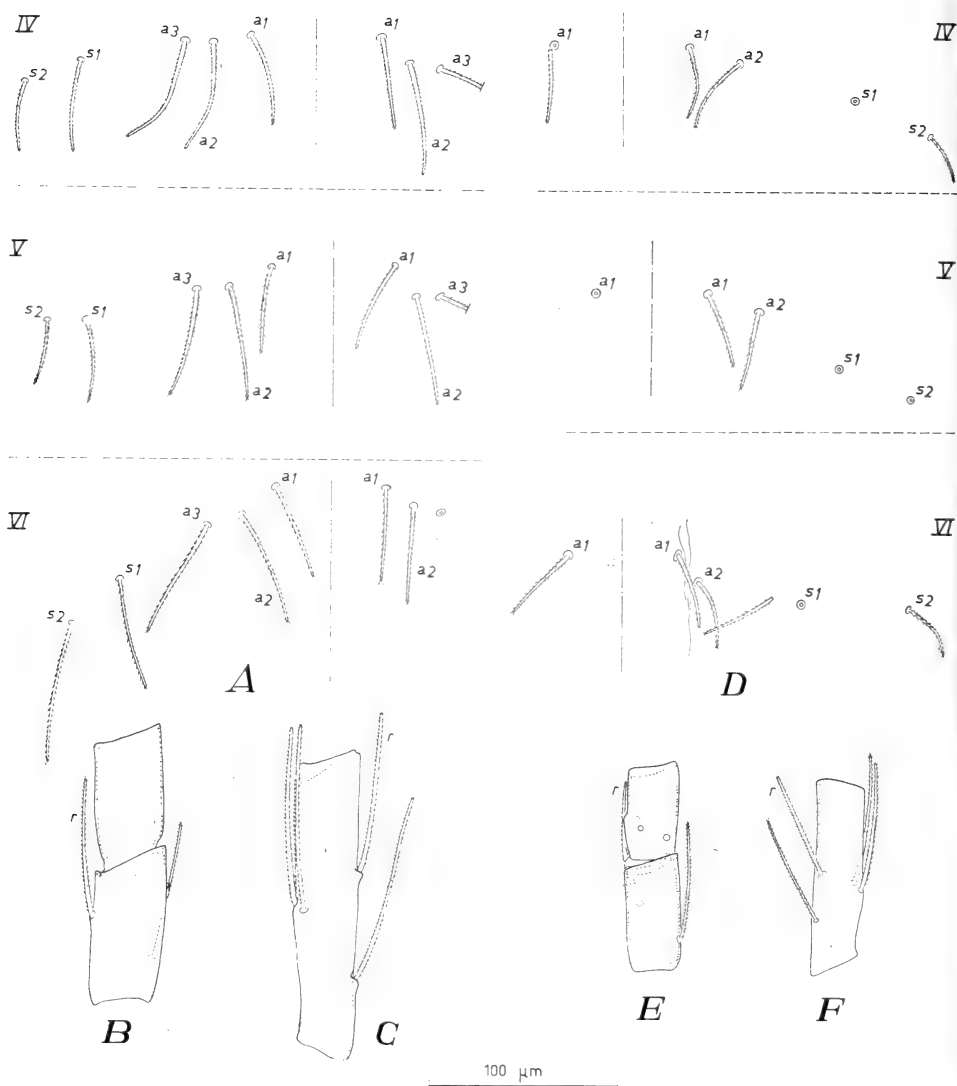 IV s2 s1 a3 a2 a1 a1 a2 a3 a1 a1 a2 s1 s2 IV
V s2 s1 a3 a2 a1 a1 a2 a3 a1 a1 a2 s1 s2 V
VI s2 s1 a3 a2 a1 a1 a2 a1 a1 a2 s1 s2 VI
A D
r r r r
B C E F
100 µm